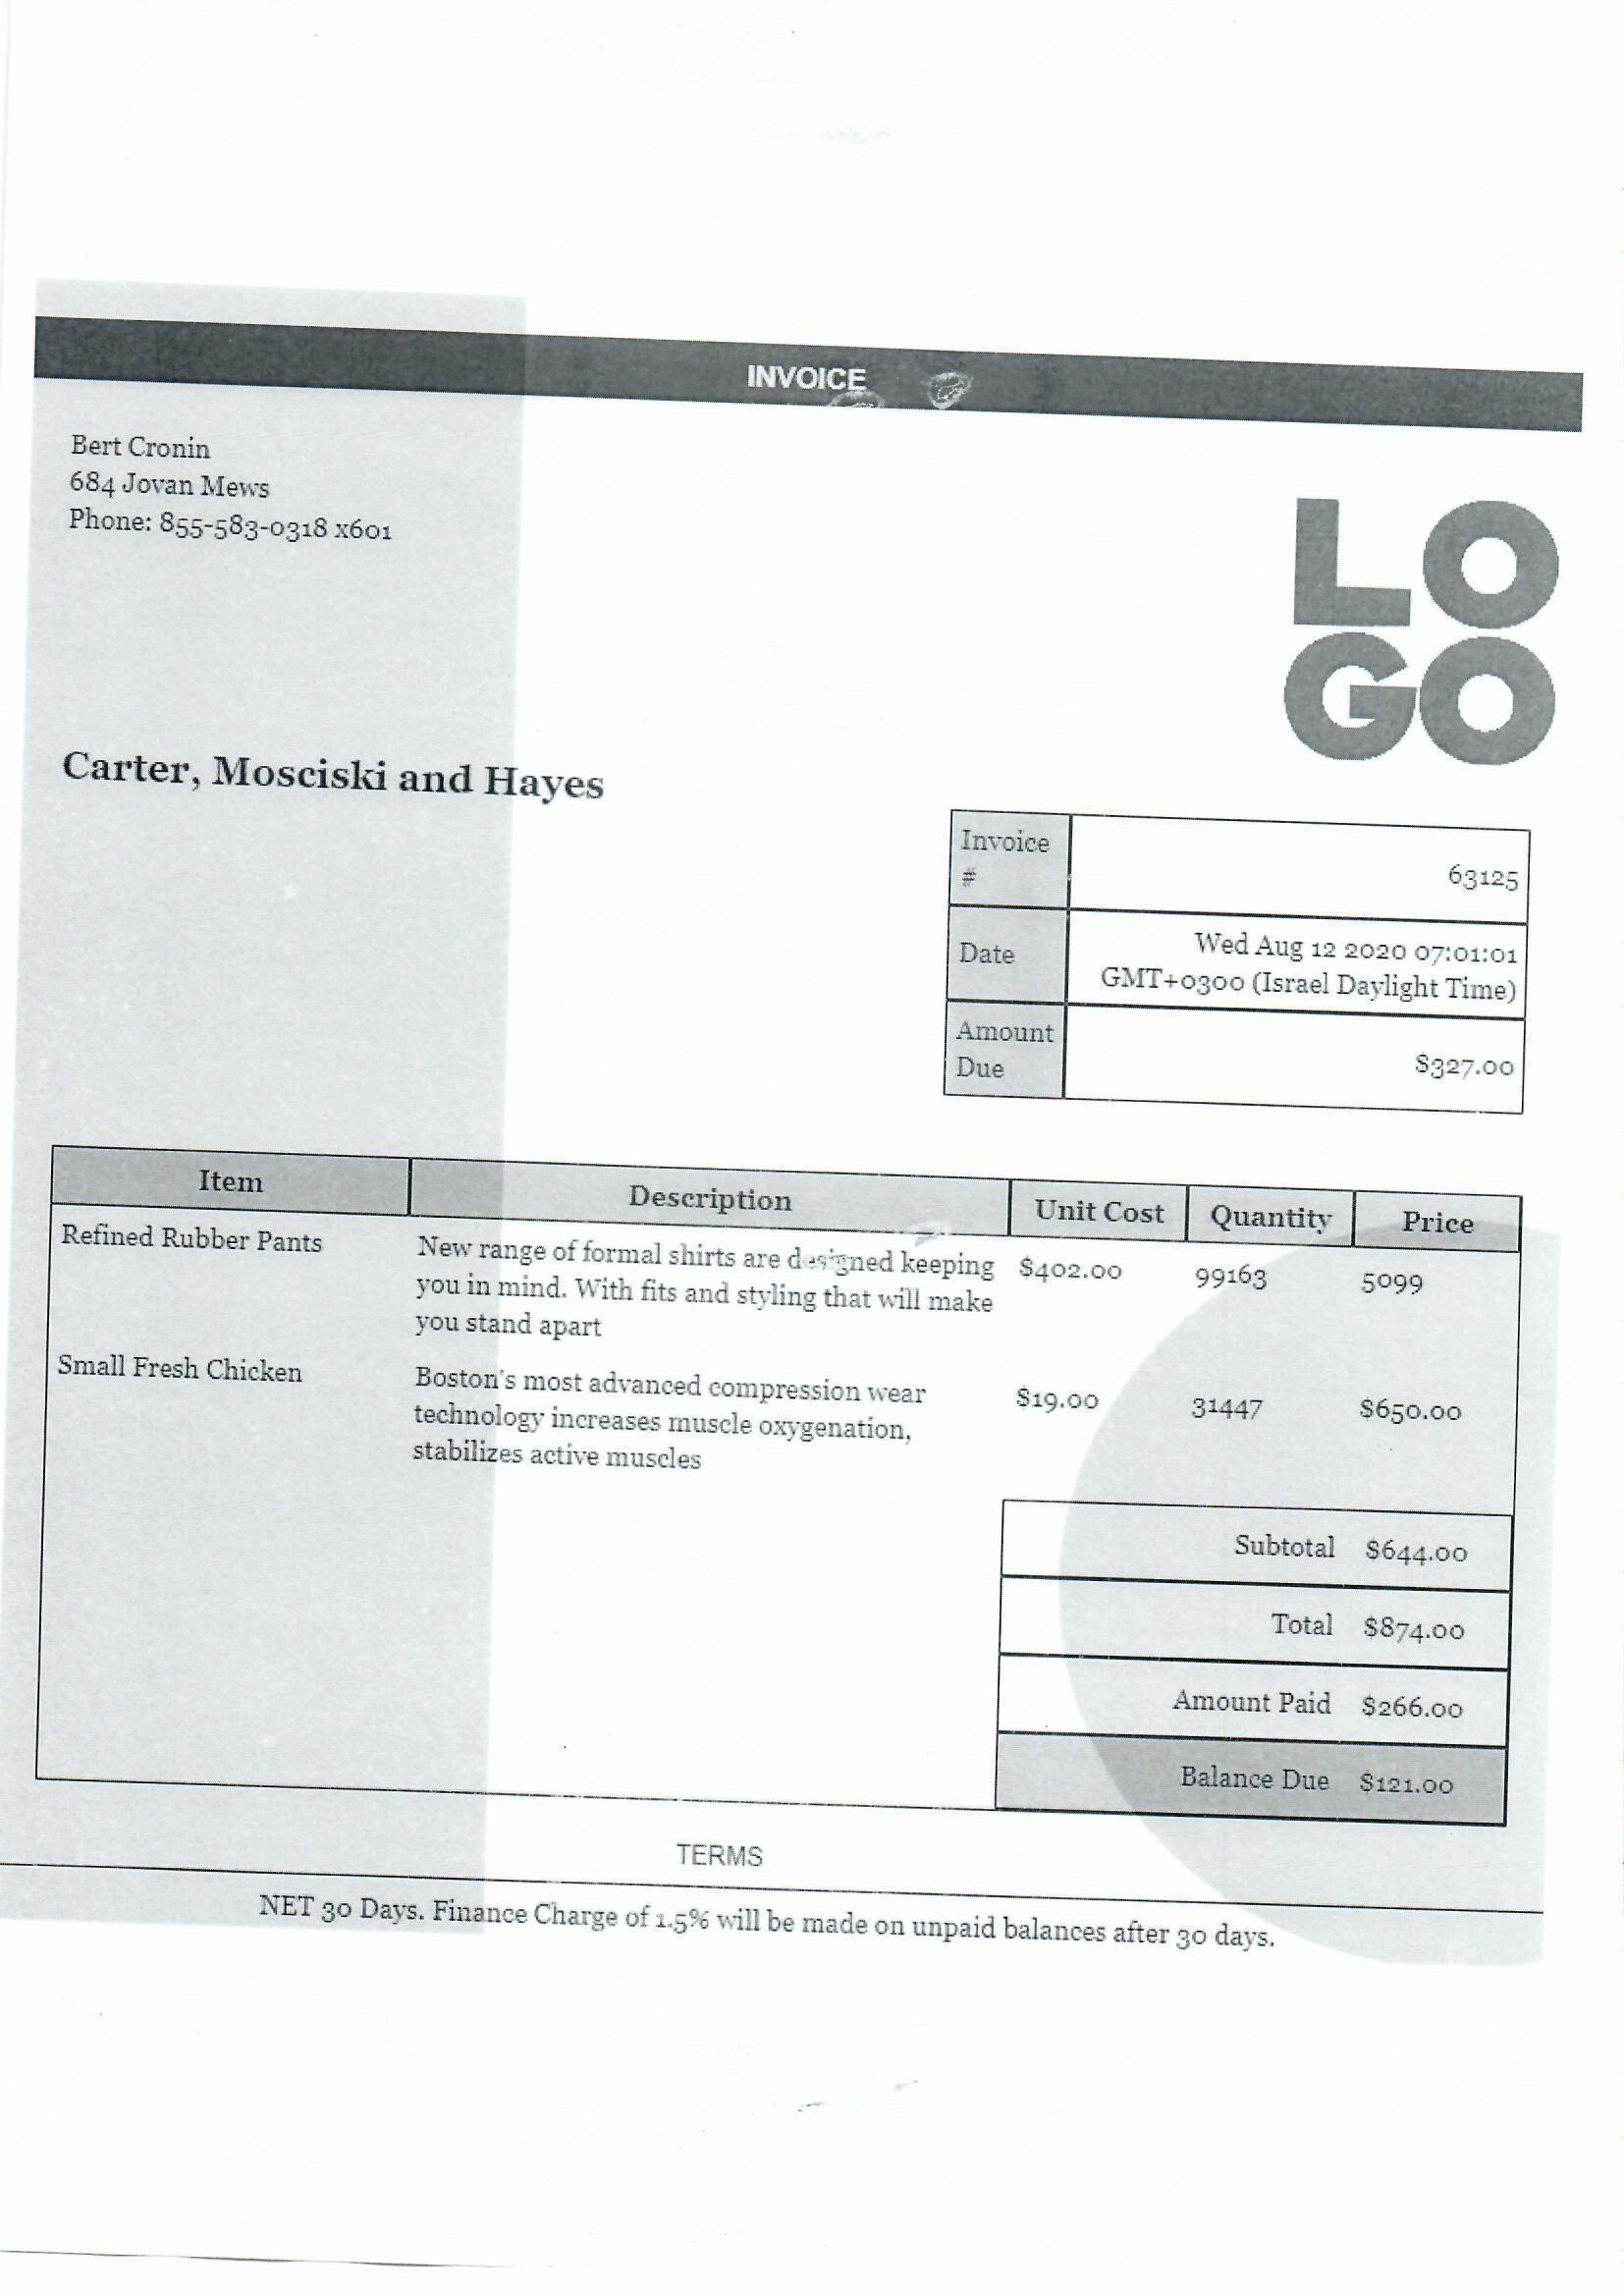 INVOICE
Bert Cronin
684 Jovan Mews
Phone: 855-583-0318 x601
LO
GO
Carter, Mosciski and Hayes
Invoice
# 63125
Date Wed Aug 12 2020 07:01:01
GMT+0300 (Israel Daylight Time)
Amount
Due $327.00
Item Description Unit Cost Quantity Price
Refined Rubber Pants New range of formal shirts are designed keeping $402.00 99163 5099
you in mind. With fits and styling that will make
you stand apart
Small Fresh Chicken Boston's most advanced compression wear $19.00 31447 $650.00
technology increases muscle oxygenation,
stabilizes active muscles
Subtotal $644.00
Total $874.00
Amount Paid $266.00
Balance Due $121.00
TERMS
NET 30 Days. Finance Charge of 1.5% will be made on unpaid balances after 30 days.